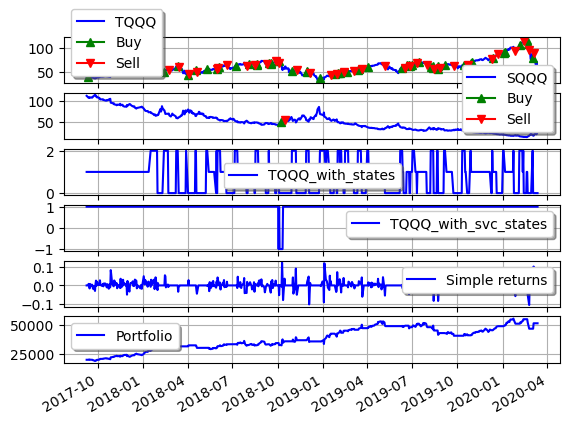 TQQQ
Buy
Sell
100
50
SQQQ
Buy
Sell
100
50
2
TQQQ_with_states
0
1
0
−1
TQQQ_with_svc_states
0.1
0.0
−0.1
Simple returns
50000
25000
Portfolio
2017-10 2018-01 2018-04 2018-07 2018-10 2019-01 2019-04 2019-07 2019-10 2020-01 2020-04